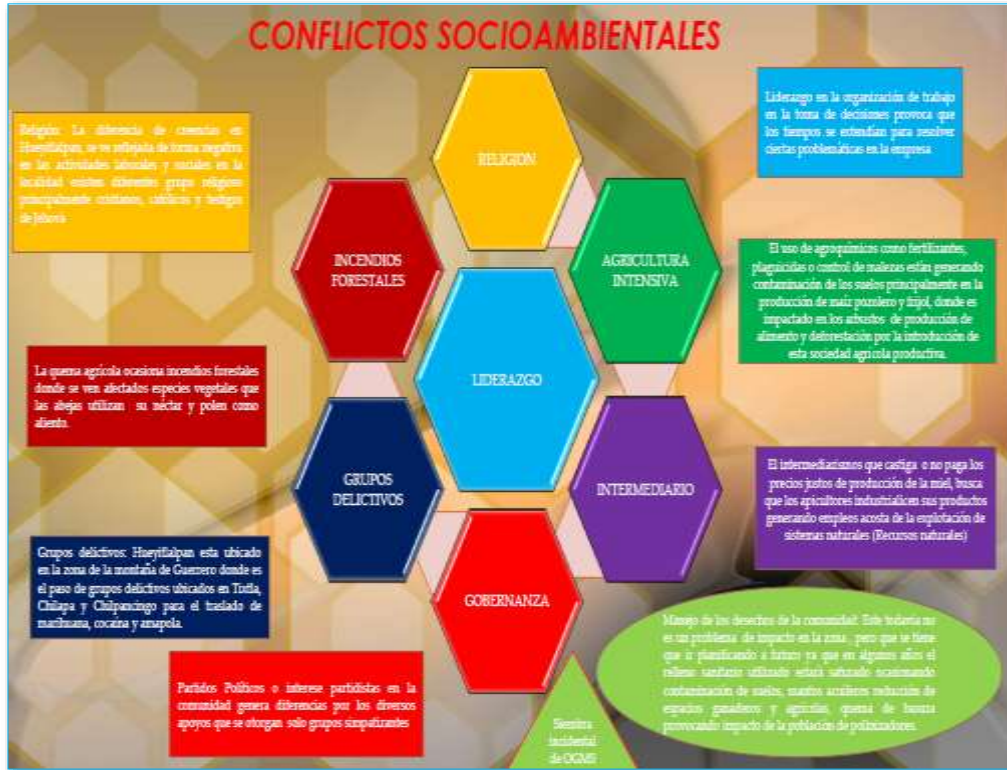 CONFLICTOS SOCIOAMBIENTALES
RELIGION
Religión: La diferencia de creencias en
Hueyitlalpan, se ve reflejada de forma negativa
en las actividades laborales y sociales en la
localidad existen diferentes grupo religioso
principalmente cristianos, católicos y testigos
de Jehova
Liderazgo en la organización de trabajo
en la toma de decisiones provoca que
los tiempos se extiendían para resolver
ciertas problemáticas en la empresa
INCENDIOS
FORESTALES
AGRICULTURA
INTENSIVA
El uso de agroquímicos como fertilizantes,
plaguicidas o control de malezas están generando
contaminación de los suelos principalmente en la
producción de maíz pozolero y frijol, donde es
impactado en los arbustos de producción de
alimento y deforestación por la introducción de
esta sociedad agrícola productiva.
La quema agrícola ocasiona incendios forestales
donde se ven afectados especies vegetales que
las abejas utilizan su néctar y polen como
aliento.
LIDERAZGO
GRUPOS
DELICTIVOS
INTERMEDIARIO
El intermediarismos que castiga o no paga los
precios justos de producción de la miel, busca
que los apicultores industrialicen sus productos
generando empleos acosta de la explotación de
sistemas naturales (Recursos naturales)
Grupos delictivos: Hueyitlalpan esta ubicado
en la zona de la montaña de Guerrero donde es
el paso de grupos delictivos ubicados en Tixtla,
Chilapa y Chilpancingo para el traslado de
marihuana, cocaína y amapola.
GOBERNANZA
Manejo de los desechos de la comunidad: Este todavía no
es un problema de impacto en la zona , pero que se tiene
que ir planificando a futuro ya que en algunos años el
relleno sanitario utilizado estará saturado
contaminación de suelos, mantos acuíferos reducción de
espacios ganaderos y agrícolas, quema de basura
provocando impacto de la población de polinizadores.
Partidos Políticos o interese partidistas en la
comunidad genera diferencias por los diversos
apoyos que se otorgan solo grupos simpatizantes
Siembra
incidental
de OGMS